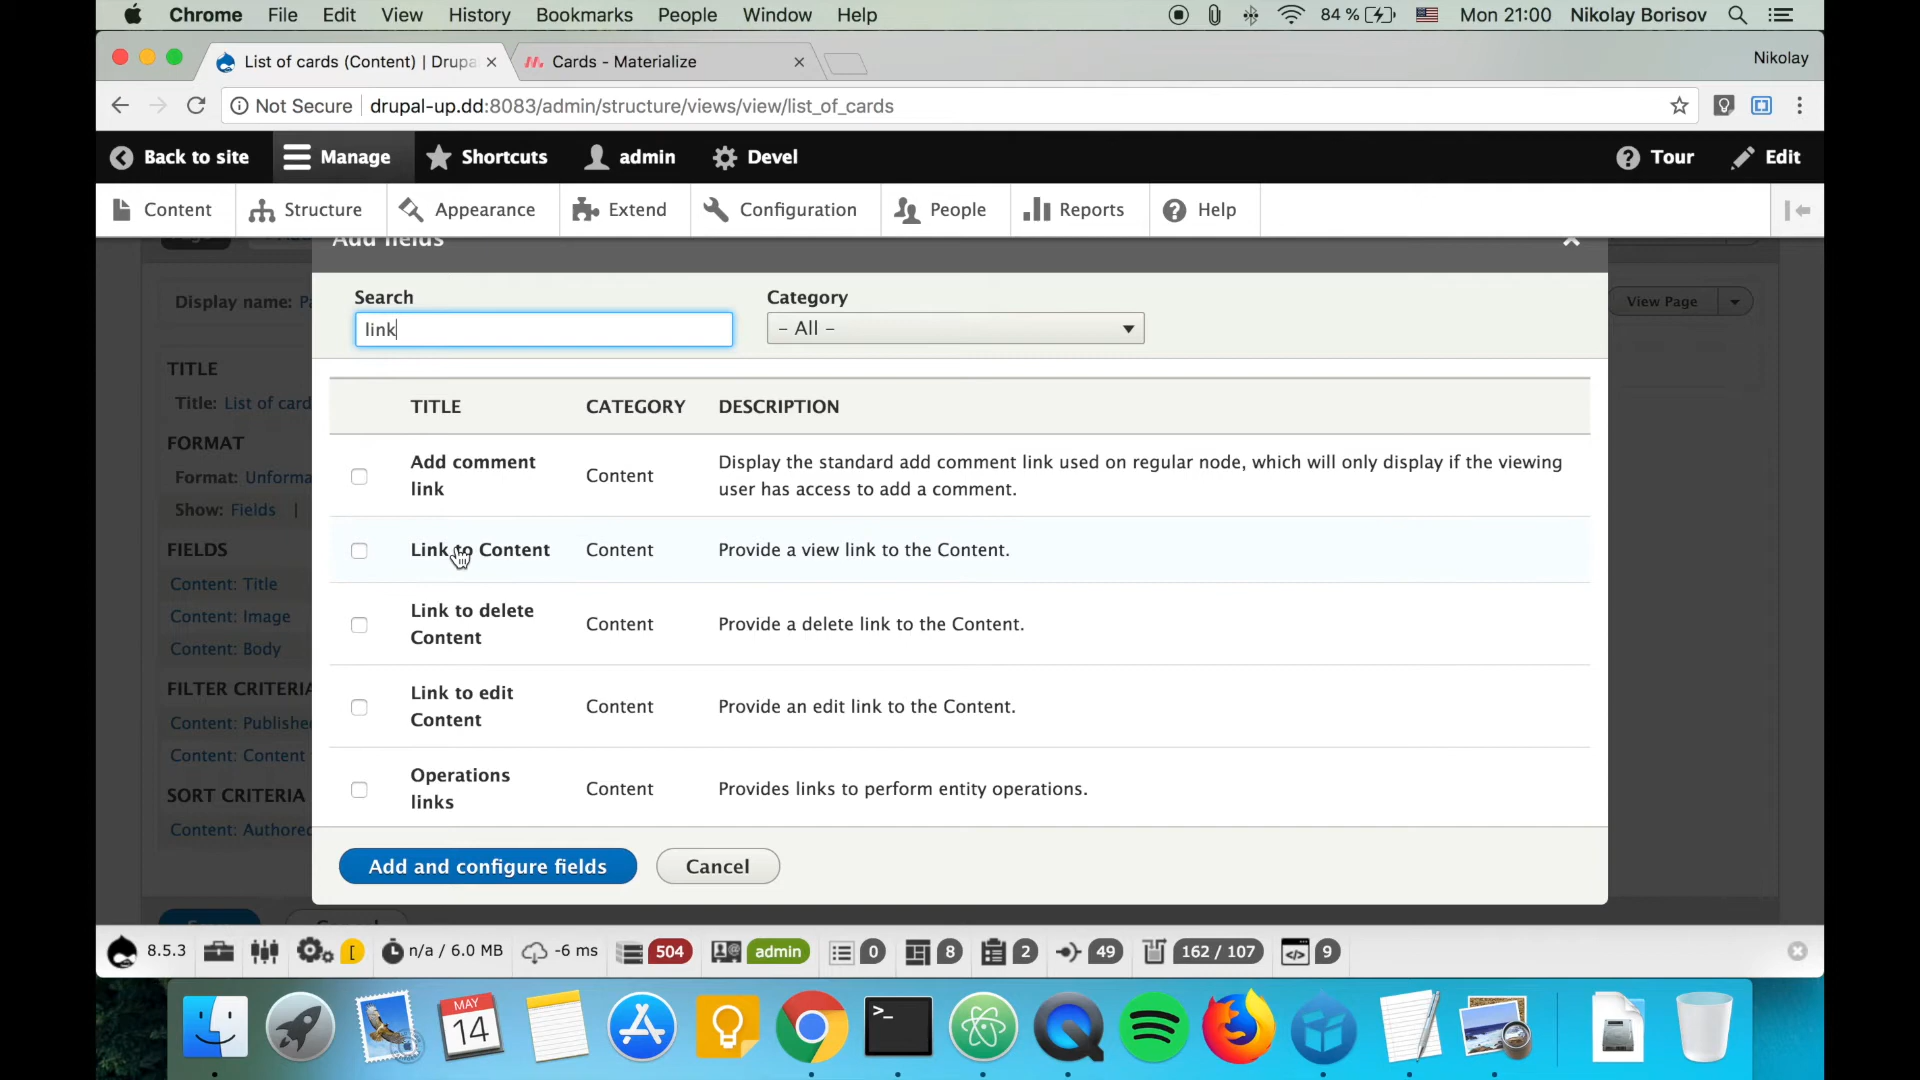 Chrome File Edit View History Bookmarks People Window Help 84 % Mon 21:00 Nikolay Borisov
List of cards (Content) | Drupa Cards - Materialize Nikolay
Not Secure drupal-up.dd:8083/admin/structure/views/view/list_of_cards
Back to site Manage Shortcuts admin Devel Tour Edit
Content Structure Appearance Extend Configuration People Reports Help
Add fields
Search Category
link - All -
Display name: View Page
TITLE
Title: List of card
FORMAT
Format: Unforma
Show: Fields |
FIELDS
Content: Title
Content: Image
Content: Body
FILTER CRITERIA
Content: Publishe
Content: Content
SORT CRITERIA
Content: Authored
TITLE CATEGORY DESCRIPTION
Add comment link Content Display the standard add comment link used on regular node, which will only display if the viewing
user has access to add a comment.
Link to Content Content Provide a view link to the Content.
Link to delete Content Content Provide a delete link to the Content.
Link to edit Content Content Provide an edit link to the Content.
Operations links Content Provides links to perform entity operations.
Add and configure fields Cancel
8.5.3 n/a / 6.0 MB -6 ms 504 admin 0 8 2 49 162 / 107 9
MAY
14